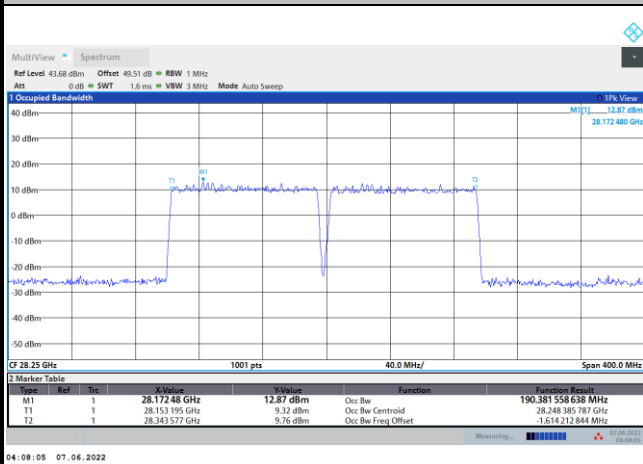 MultiView Spectrum
Ref Level 43.68 dBm Offset 49.51 dB RBW 1 MHz
Att 0 dB SWT 1.6 ms VBW 3 MHz Mode Auto Sweep
1 Occupied Bandwidth 1Pk View
M1[1] 12.87 dBm
28.172 480 GHz
40 dBm
30 dBm
20 dBm
T1 M1 T2
10 dBm
0 dBm
-10 dBm
-20 dBm
-30 dBm
-40 dBm
-50 dBm
CF 28.25 GHz 1001 pts 40.0 MHz/ Span 400.0 MHz
2 Marker Table
Type Ref Trc X-Value Y-Value Function Function Result
M1 1 28.172 48 GHz 12.87 dBm Occ Bw 190.381 558 638 MHz
T1 1 28.153 195 GHz 9.32 dBm Occ Bw Centroid 28.248 385 787 GHz
T2 1 28.343 577 GHz 9.76 dBm Occ Bw Freq Offset -1.614 212 844 MHz
Measuring... 07.06.2022
04:08:05
04:08:05 07.06.2022